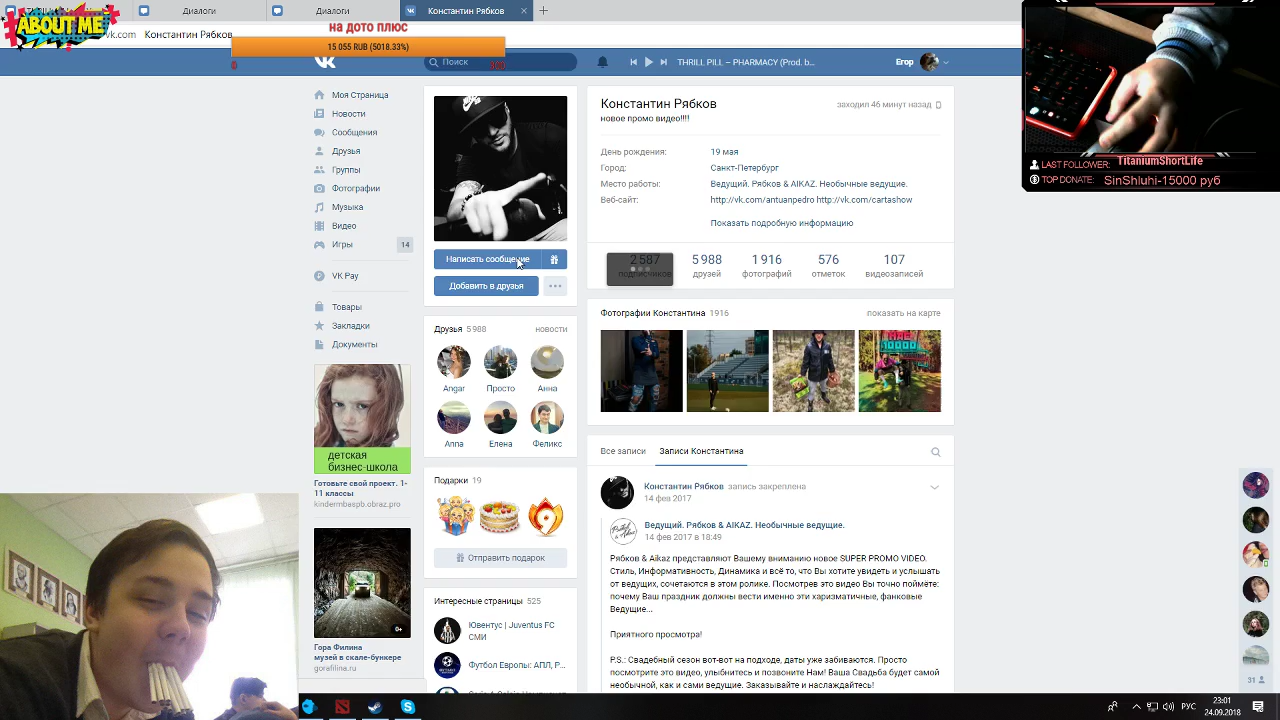 ABOUT ME
Диалоги
Диалоги
Константин Рябков
vk.com
Константин Рябков
на дото плюс
15 055 RUB (5018.33%)
0
Поиск
THRILL PILL – PHARMACY (Prod. b...
Егор
LAST FOLLOWER: TitaniumShortLife
TOP DONATE: SinShluhi-15000 руб
Моя Страница
Новости
Сообщения
Друзья
Группы
Фотографии
Музыка
Видео
Игры 14
VK Pay
Товары
Закладки
Документы
детская
бизнес-школа
Готовьте свой проект. 1-
11 классы
kindermbaspb.obraz.pro
0+
Гора Филина
музей в скале-бункере
gorafilina.ru
Написать сообщение
Добавить в друзья
Друзья 5 988 новости
Angar Просто Анна
Anna Елена Феликс
Подарки 19
Отправить подарок
Интересные страницы 525
Ювентус | Juventus FC
СМИ
Футбол Европы: АПЛ, Р...
Константин Рябков
заходил 46 минут назад
новое промо видео!!!!
День рождения: 19 мая
Город: Санкт-Петербург
Место работы: Ведущий. Рябков & AIKAZ. Необычные ведущие.
Веб-сайт: http://vk.com/antuanpedro http://vk.com/cartashow
Показать подробную информацию
2 587 5 988 1 916 576 107
подписчиков друзей фотографий отметок видеозаписей
Фотографии Константина 1916 показать на карте
10000
Все записи Записи Константина
Константин Рябков запись закреплена
14 фев 2017
Ведущий. Рябков & AIKAZ. Необычные ведущие.
14 фев 2017 в 18:49
Рябков & Aikaz представляют Вашему вниманию новое SUPER PROMO VIDEO.
Стиль, Информативность, Динамика и всё то, что Вы хотите увидеть и услышать
от ведущих, сочетаются в этом ролике. Посмотрев это видео Вы точно поймёте:
почему Ваш праздник должны вести именно эти харизматичные, фанковые
Ведущие...
Приятного просмотра!
P.S.: Свадебный сезон вот-вот на подходе, даты уже забиваются. Просто
посмотрите это видео, улыбнитесь и позвоните Нам! И Ваша Свадьба будет самой
необычной, как и сами ведущие. Заказывайте и наслаждайтесь!
31
23:01
24.09.2018